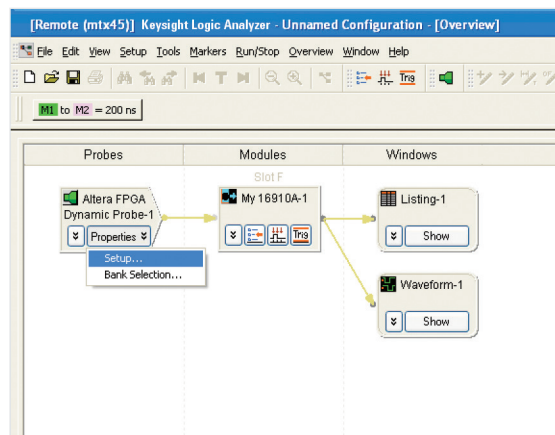 [Remote (mtx45)] Keysight Logic Analyzer - Unnamed Configuration - [Overview]
File Edit View Setup Tools Markers Run/Stop Overview Window Help
Trig
M1 to M2 = 200 ns
Probes Modules Windows
Slot F
Altera FPGA
Dynamic Probe-1
Properties
Setup...
Bank Selection...
My 16910A-1
Trig
Listing-1
Show
Waveform-1
Show